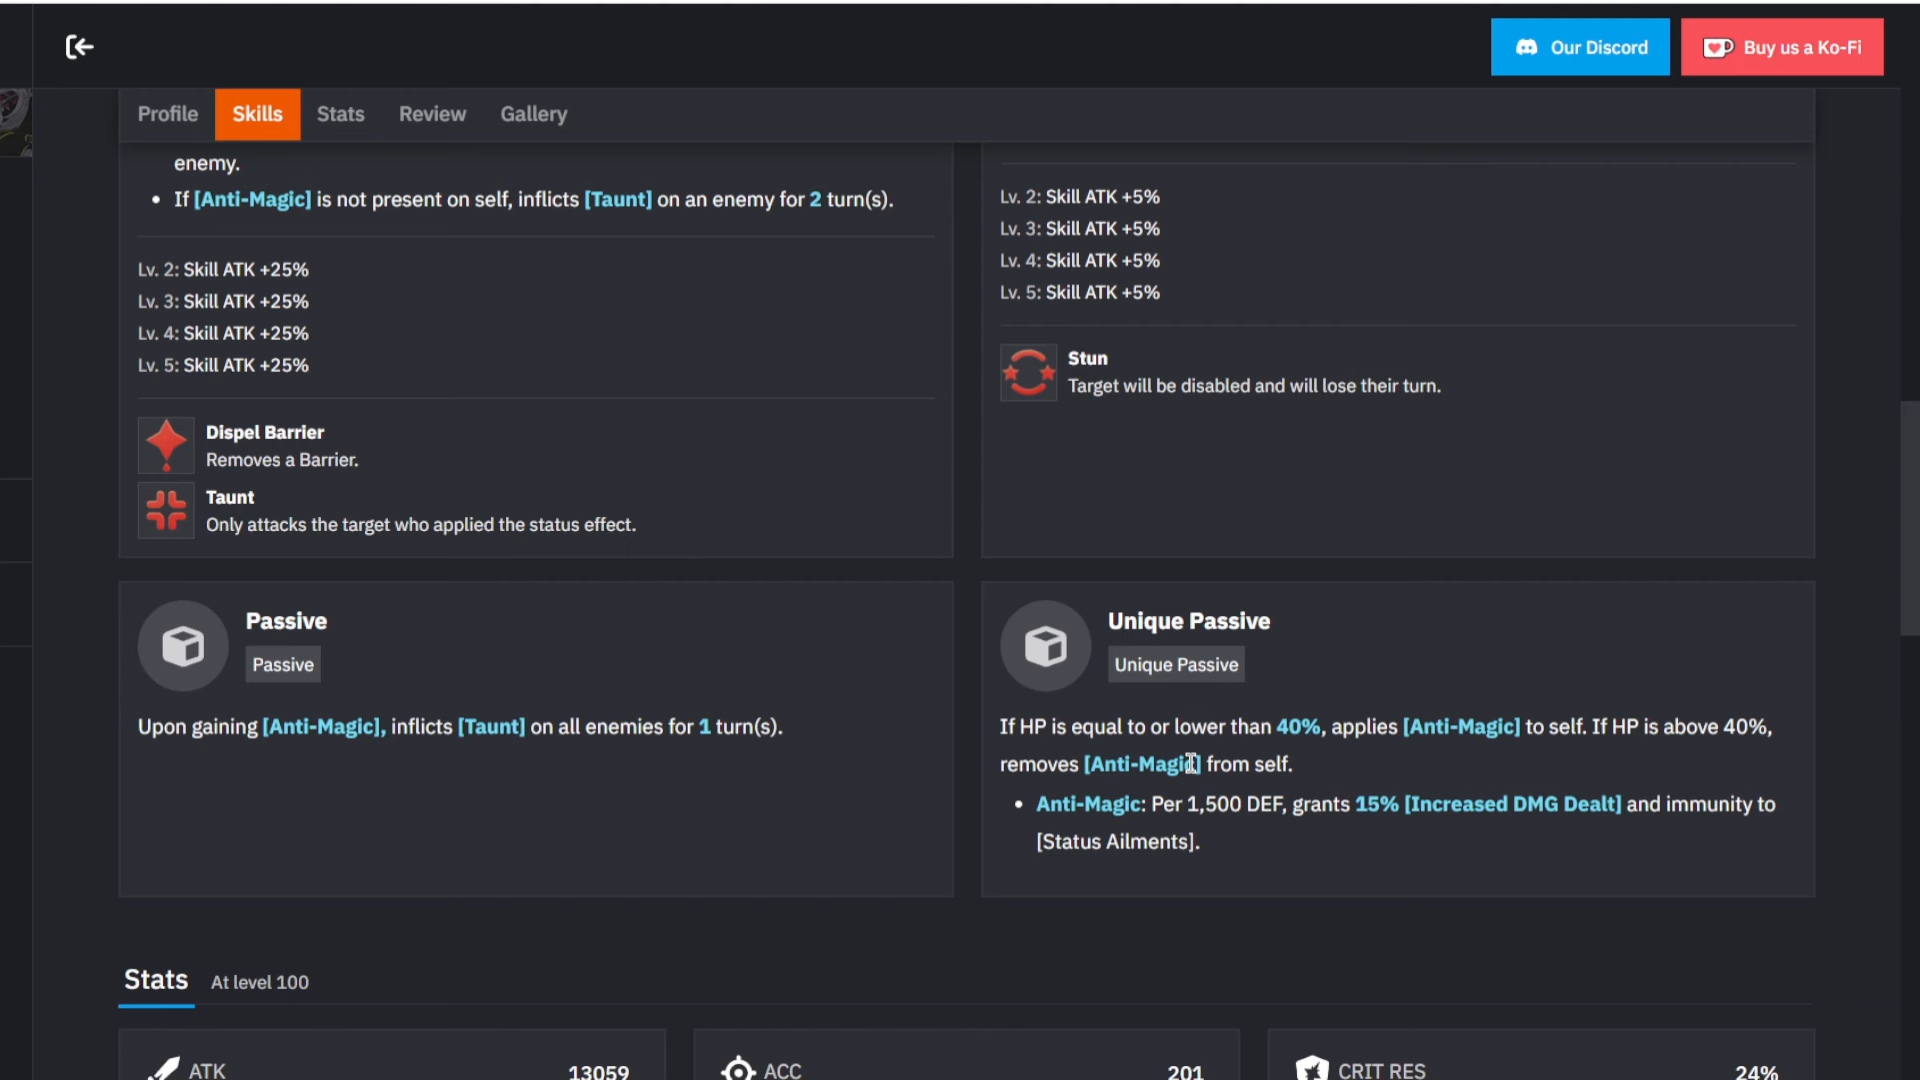 Our Discord
Buy us a Ko-Fi
Profile
Skills
Stats
Review
Gallery
enemy.
• If [Anti-Magic] is not present on self, inflicts [Taunt] on an enemy for 2 turn(s).
Lv. 2: Skill ATK +25%
Lv. 3: Skill ATK +25%
Lv. 4: Skill ATK +25%
Lv. 5: Skill ATK +25%
Dispel Barrier
Removes a Barrier.
Taunt
Only attacks the target who applied the status effect.
Lv. 2: Skill ATK +5%
Lv. 3: Skill ATK +5%
Lv. 4: Skill ATK +5%
Lv. 5: Skill ATK +5%
Stun
Target will be disabled and will lose their turn.
Passive
Passive
Upon gaining [Anti-Magic], inflicts [Taunt] on all enemies for 1 turn(s).
Unique Passive
Unique Passive
If HP is equal to or lower than 40%, applies [Anti-Magic] to self. If HP is above 40%,
removes [Anti-Magic] from self.
• Anti-Magic: Per 1,500 DEF, grants 15% [Increased DMG Dealt] and immunity to
[Status Ailments].
Stats At level 100
ATK 13059
ACC 201
CRIT RES 24%